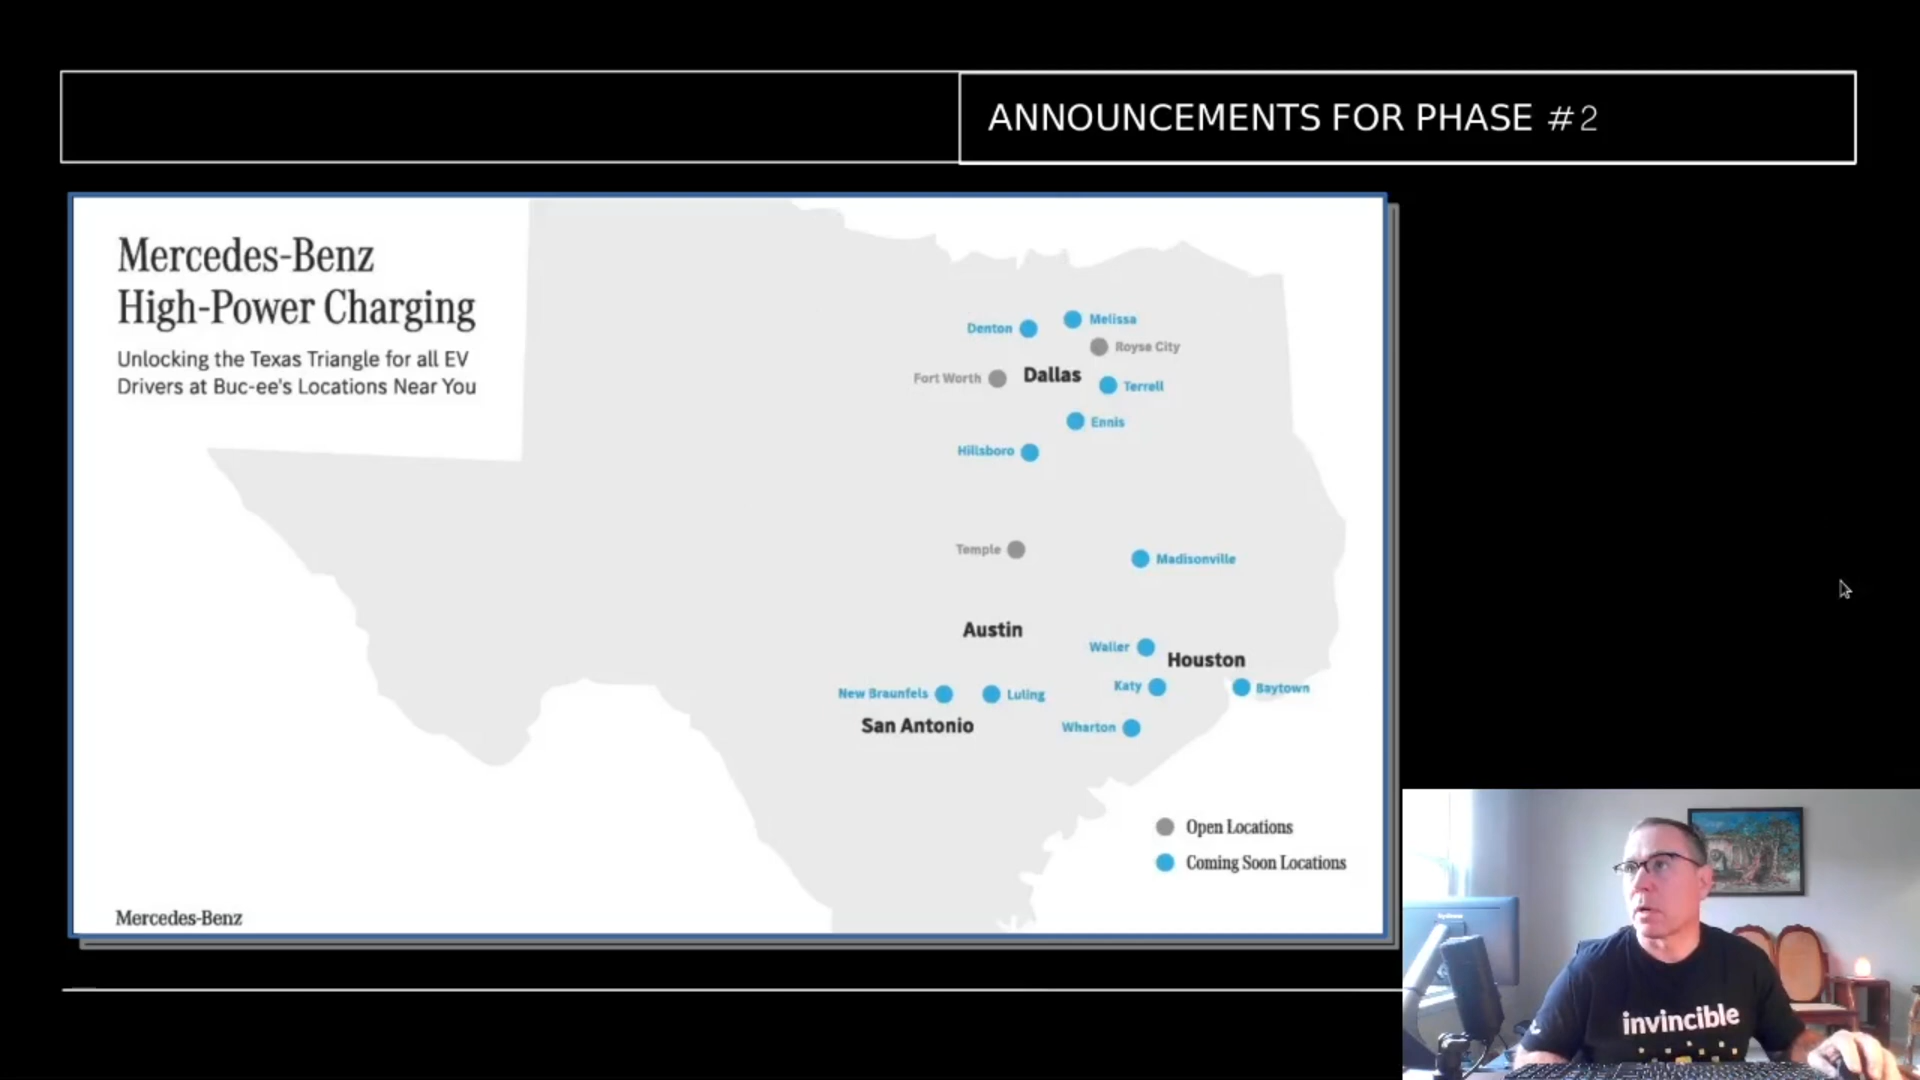 ANNOUNCEMENTS FOR PHASE #2
Mercedes-Benz
High-Power Charging
Unlocking the Texas Triangle for all EV
Drivers at Buc-ee's Locations Near You
Denton
Melissa
Royse City
Fort Worth
Dallas
Terrell
Ennis
Hillsboro
Temple
Madisonville
Austin
Waller
Houston
New Braunfels
Luling
Katy
Baytown
San Antonio
Wharton
Open Locations
Coming Soon Locations
Mercedes-Benz
invincible